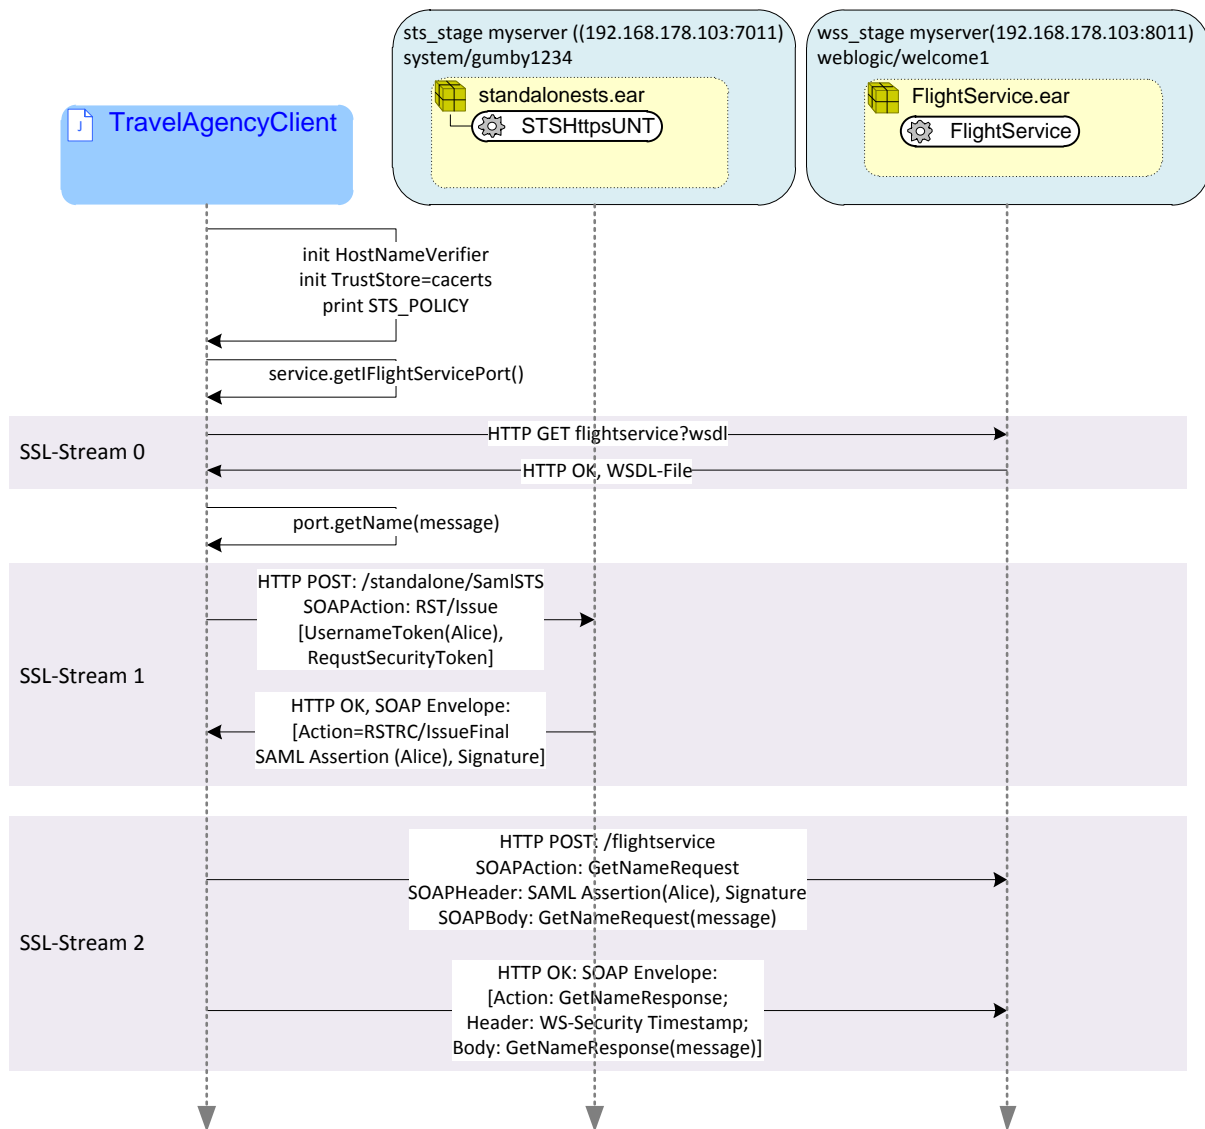 sts_stage myserver ((192.168.178.103:7011)
system/gumby1234
standalonests.ear
STSHttpsUNT
wss_stage myserver(192.168.178.103:8011)
weblogic/welcome1
FlightService.ear
FlightService
J
TravelAgencyClient
init HostNameVerifier
init TrustStore=cacerts
print STS_POLICY
service.getIFlightServicePort()
SSL-Stream 0
HTTP GET flightservice?wsdl
HTTP OK, WSDL-File
port.getName(message)
SSL-Stream 1
HTTP POST: /standalone/SamlSTS
SOAPAction: RST/Issue
[UsernameToken(Alice),
RequstSecurityToken]
HTTP OK, SOAP Envelope:
[Action=RSTRC/IssueFinal
SAML Assertion (Alice), Signature]
SSL-Stream 2
HTTP POST: /flightservice
SOAPAction: GetNameRequest
SOAPHeader: SAML Assertion(Alice), Signature
SOAPBody: GetNameRequest(message)
HTTP OK: SOAP Envelope:
[Action: GetNameResponse;
Header: WS-Security Timestamp;
Body: GetNameResponse(message)]